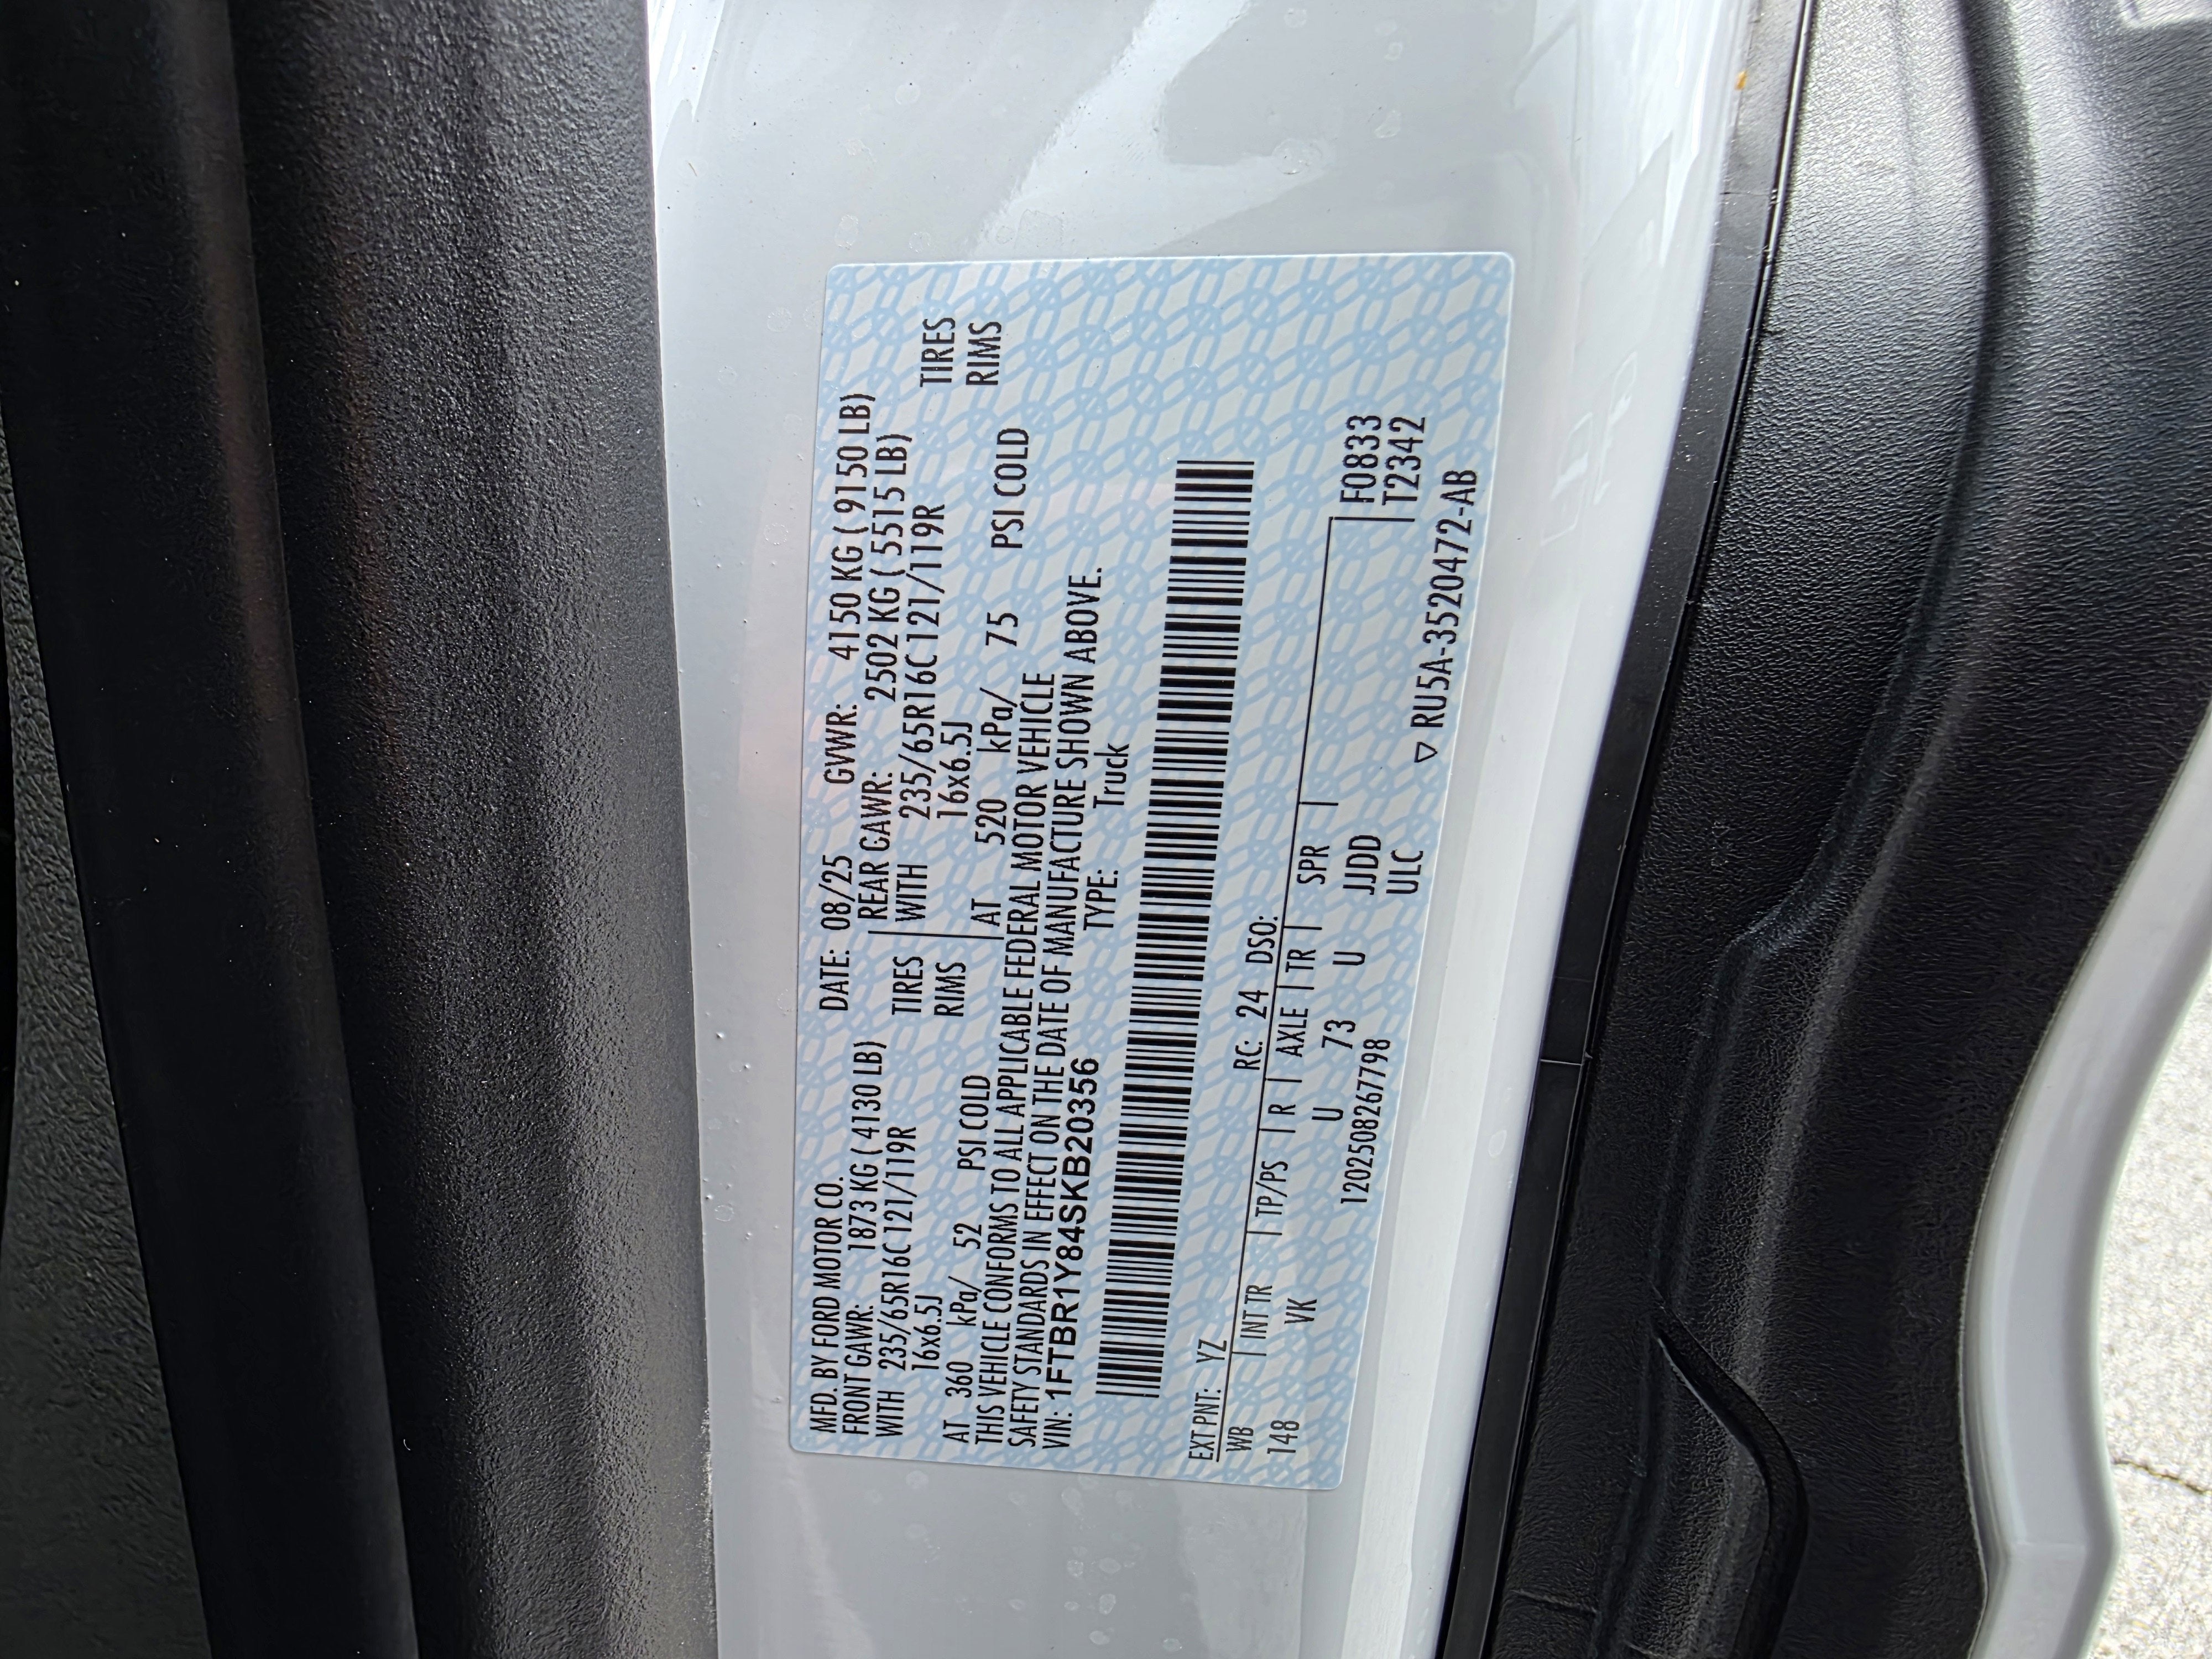 MFD. BY FORD MOTOR CO. DATE: 08/25 GVWR: 4150 KG ( 9150 LB)
FRONT GAWR: 1873 KG ( 4130 LB) REAR GAWR: 2502 KG ( 5515 LB)
WITH 235/65R16C 121/119R TIRES WITH 235/65R16C 121/119R TIRES
16x6.5J RIMS 16x6.5J RIMS
AT 360 kPa/ 52 PSI COLD AT 520 kPa/ 75 PSI COLD
THIS VEHICLE CONFORMS TO ALL APPLICABLE FEDERAL MOTOR VEHICLE
SAFETY STANDARDS IN EFFECT ON THE DATE OF MANUFACTURE SHOWN ABOVE.
VIN: 1FTBR1Y84SKB20356 TYPE: Truck
EXT PNT: YZ RC: 24 DSO:
WB INT TR TP/PS R AXLE TR SPR F0833
148 VK U 73 U JJDD T2342
1202508267798 ULC
▽ RU5A-3520472-AB